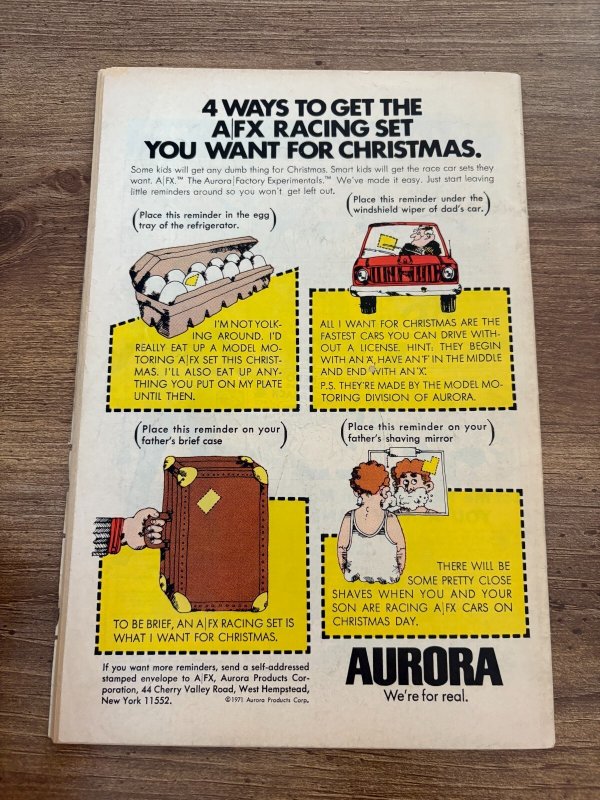 4 WAYS TO GET THE
A|FX RACING SET
YOU WANT FOR CHRISTMAS.
Some kids will get any dumb thing for Christmas. Smart kids will get the race car sets they
want. A|FX.™ The Aurora|Factory Experimentals.™ We've made it easy. Just start leaving
little reminders around so you won't get left out.
(Place this reminder in the egg
tray of the refrigerator.)
(Place this reminder under the
windshield wiper of dad's car.)
I'M NOT YOLK-
ING AROUND. I'D
REALLY EAT UP A MODEL MO-
TORING A|FX SET THIS CHRIST-
MAS. I'LL ALSO EAT UP ANY-
THING YOU PUT ON MY PLATE
UNTIL THEN.
ALL I WANT FOR CHRISTMAS ARE THE
FASTEST CARS YOU CAN DRIVE WITH-
OUT A LICENSE. HINT. THEY BEGIN
WITH AN 'A', HAVE AN 'F' IN THE MIDDLE
AND END WITH AN 'X'.
P.S. THEY'RE MADE BY THE MODEL MO-
TORING DIVISION OF AURORA.
(Place this reminder on your
father's brief case)
(Place this reminder on your
father's shaving mirror)
TO BE BRIEF, AN A|FX RACING SET IS
WHAT I WANT FOR CHRISTMAS.
THERE WILL BE
SOME PRETTY CLOSE
SHAVES WHEN YOU AND YOUR
SON ARE RACING A|FX CARS ON
CHRISTMAS DAY.
If you want more reminders, send a self-addressed
stamped envelope to A|FX, Aurora Products Cor-
poration, 44 Cherry Valley Road, West Hempstead,
New York 11552.
©1971 Aurora Products Corp.
AURORA
We're for real.